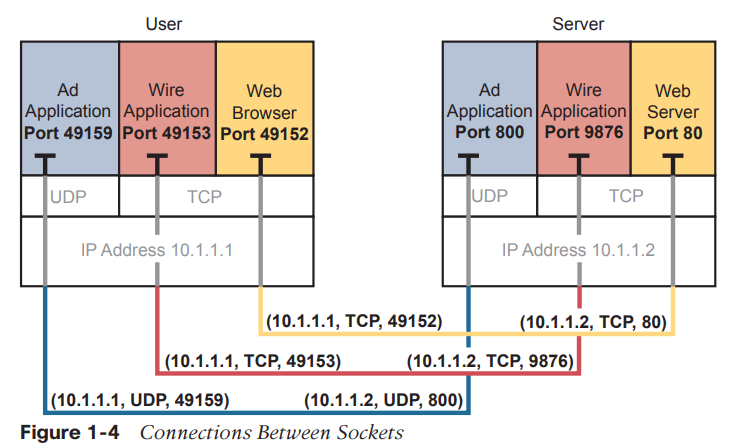 User
Server
Ad
Application
Port 49159
Wire
Application
Port 49153
Web
Browser
Port 49152
Ad
Application
Port 800
Wire
Application
Port 9876
Web
Server
Port 80
UDP
TCP
UDP
TCP
IP Address 10.1.1.1
IP Address 10.1.1.2
(10.1.1.1, TCP, 49152)
(10.1.1.2, TCP, 80)
(10.1.1.1, TCP, 49153)
(10.1.1.2, TCP, 9876)
(10.1.1.1, UDP, 49159)
(10.1.1.2, UDP, 800)
Figure 1-4 Connections Between Sockets